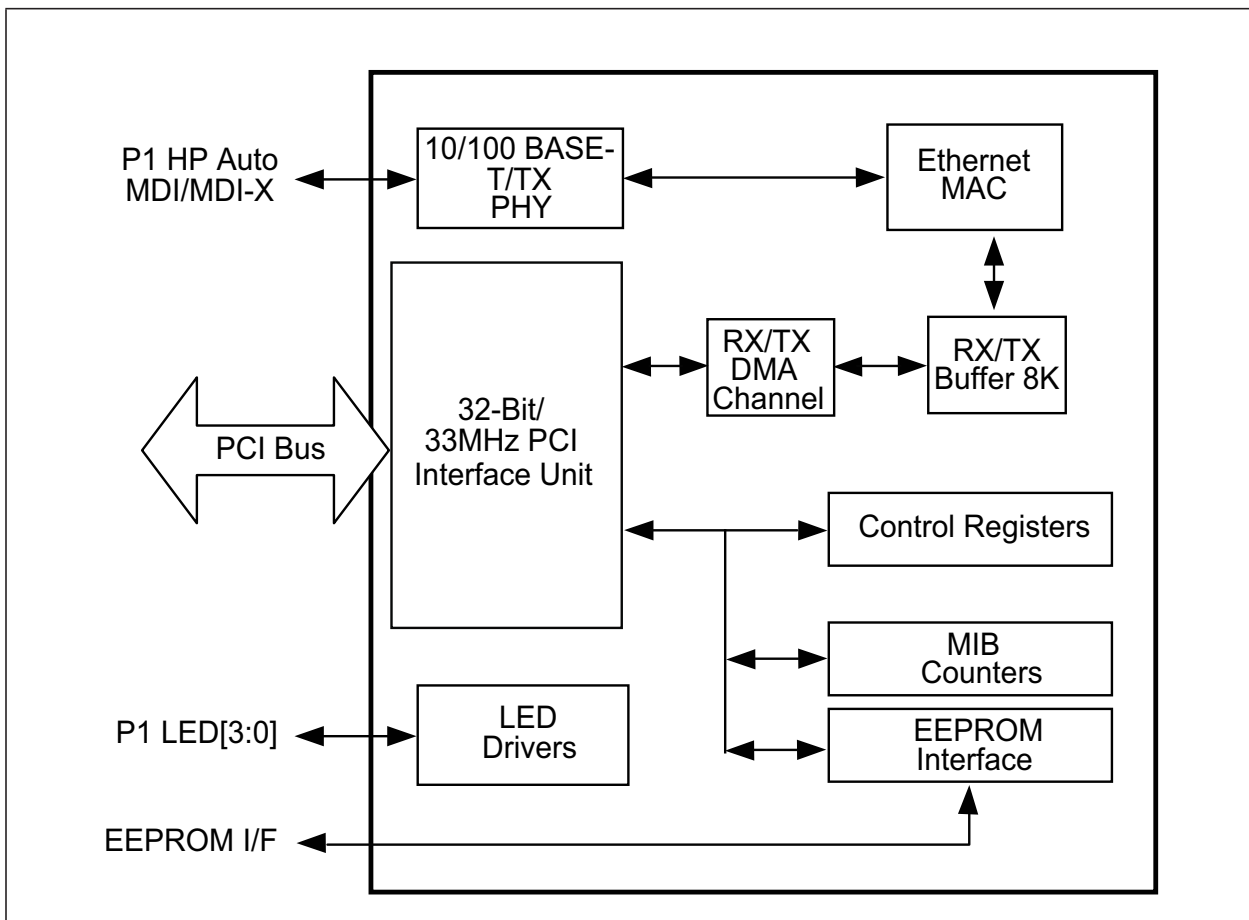 P1 HP Auto
MDI/MDI-X
10/100 BASE-
T/TX
PHY
Ethernet
MAC
RX/TX
DMA
Channel
RX/TX
Buffer 8K
PCI Bus
32-Bit/
33MHz PCI
Interface Unit
Control Registers
MIB
Counters
P1 LED[3:0]
LED
Drivers
EEPROM
Interface
EEPROM I/F